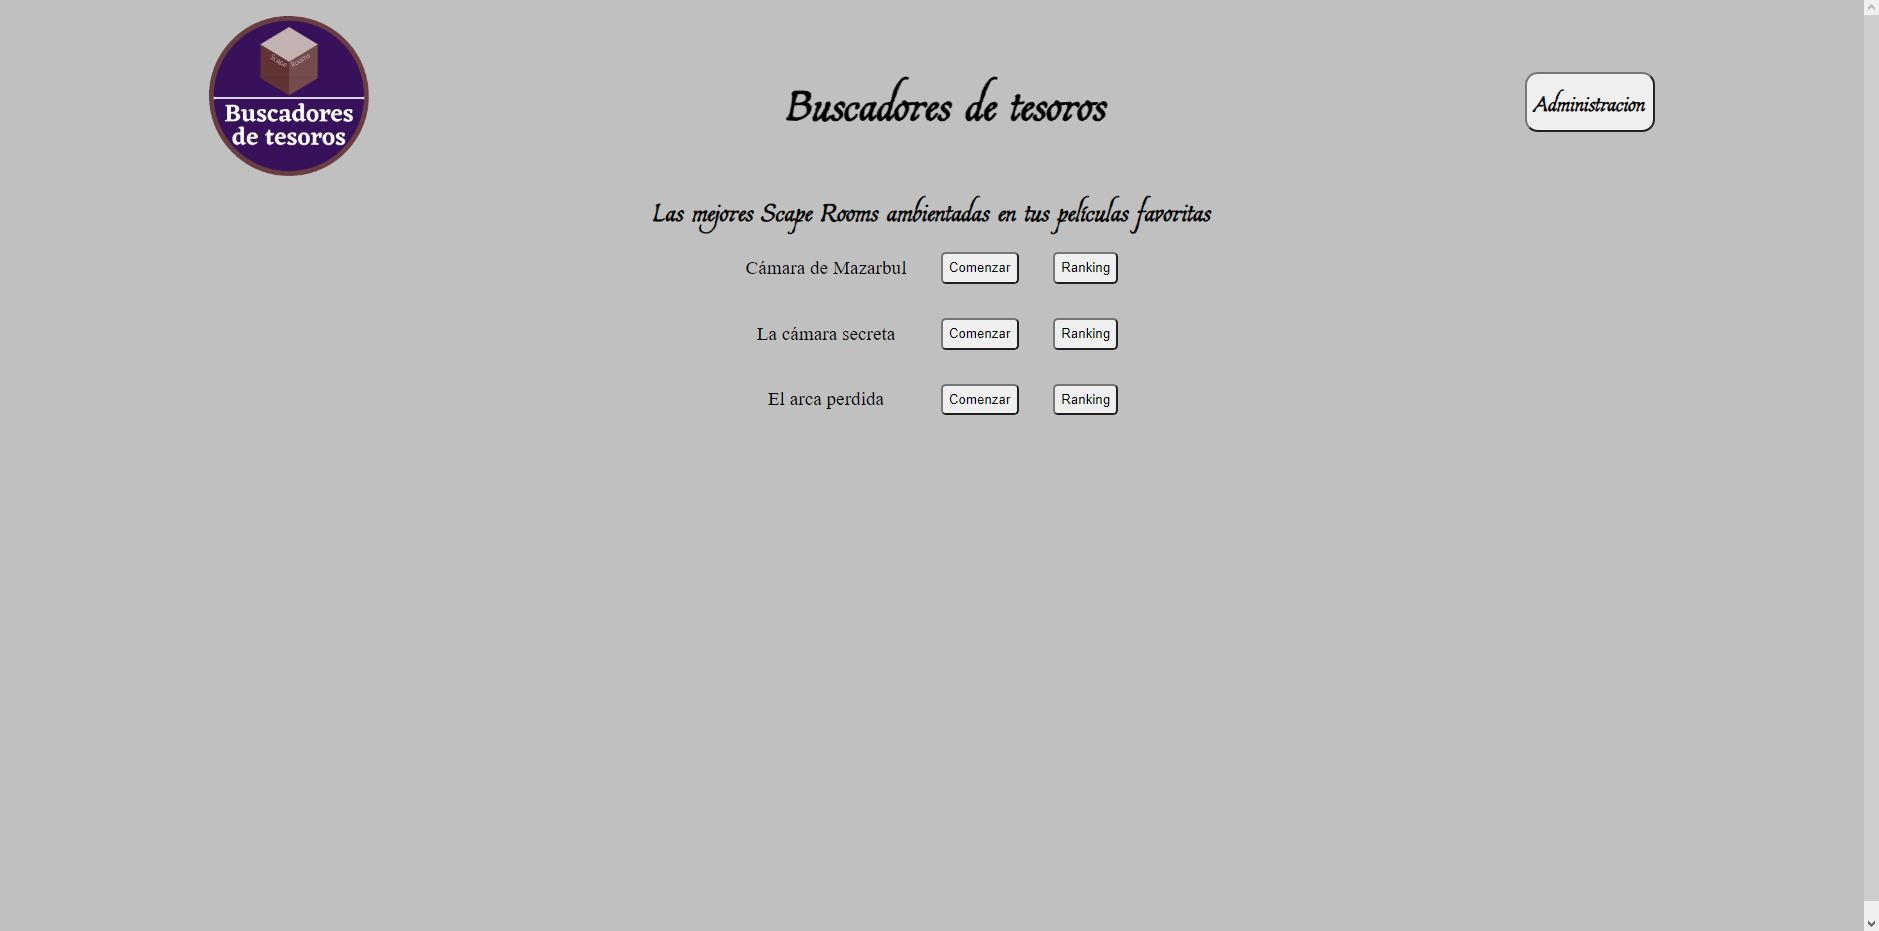 Scape Rooms
Buscadores
de tesoros
Buscadores de tesoros
Administracion
Las mejores Scape Rooms ambientadas en tus películas favoritas
Cámara de Mazarbul Comenzar Ranking
La cámara secreta Comenzar Ranking
El arca perdida Comenzar Ranking